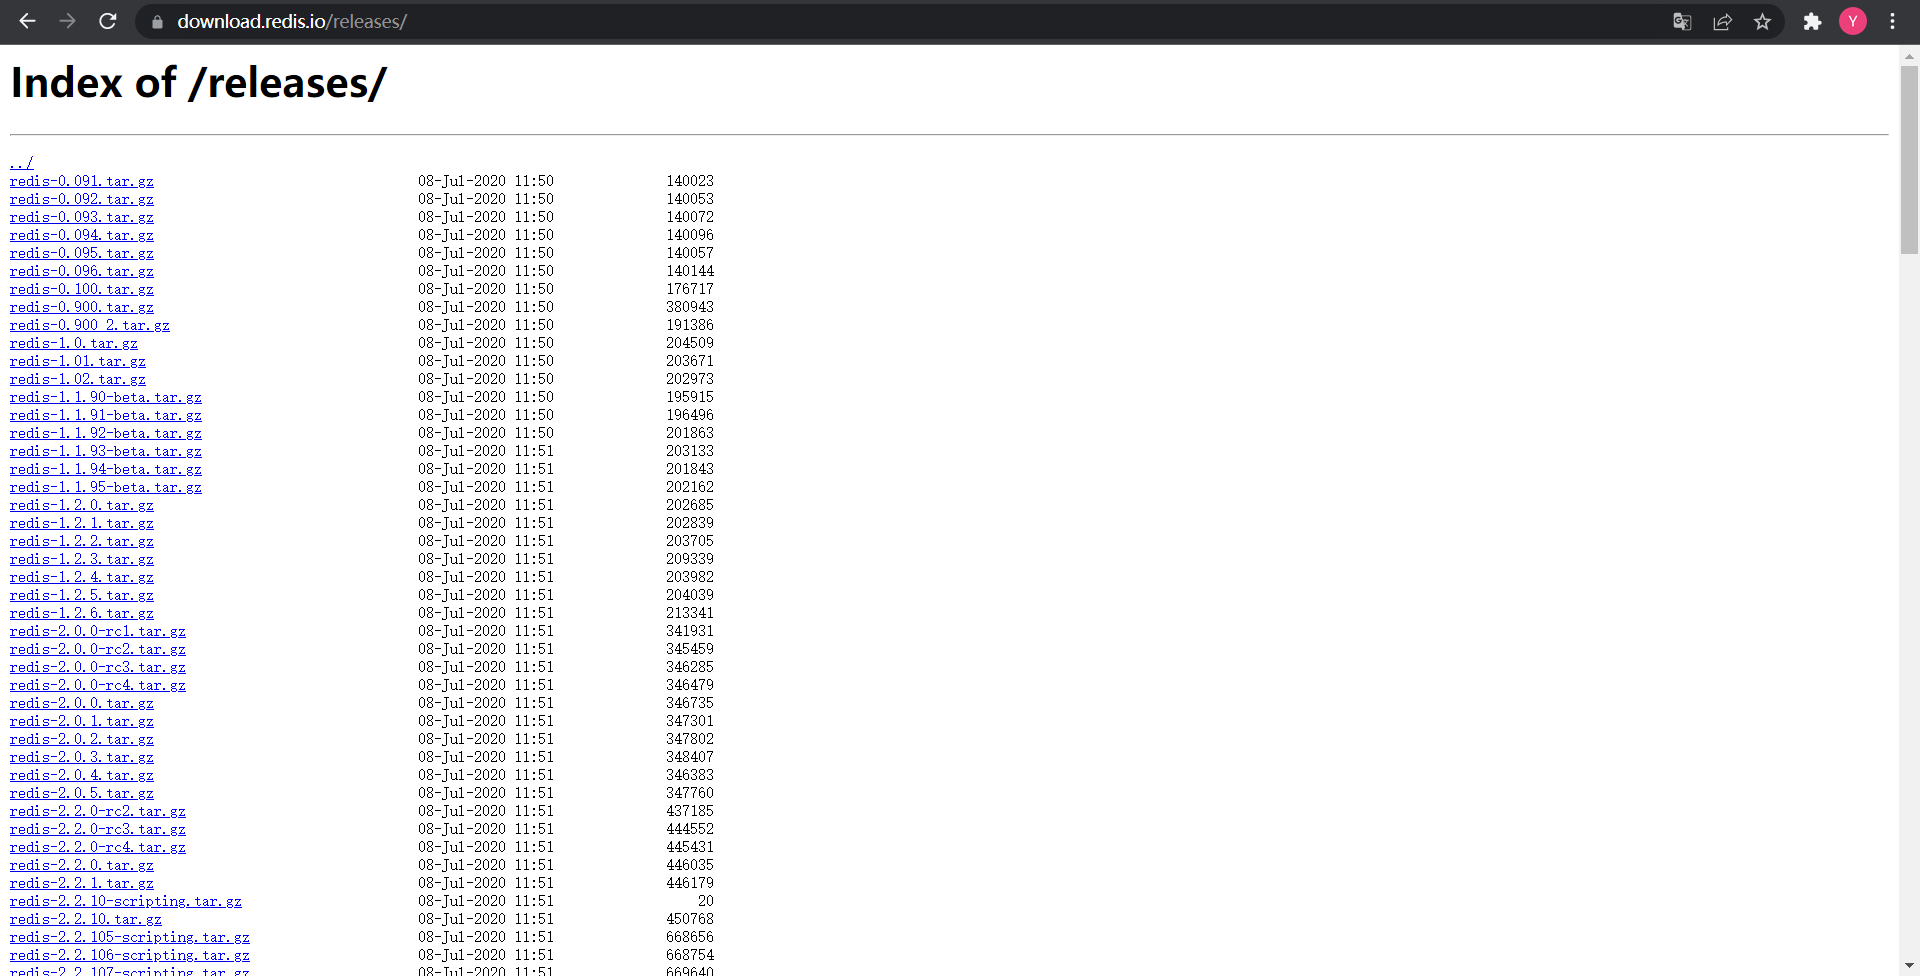 download.redis.io/releases/
Y
Index of /releases/
../
redis-0.091.tar.gz 08-Jul-2020 11:50 140023
redis-0.092.tar.gz 08-Jul-2020 11:50 140053
redis-0.093.tar.gz 08-Jul-2020 11:50 140072
redis-0.094.tar.gz 08-Jul-2020 11:50 140096
redis-0.095.tar.gz 08-Jul-2020 11:50 140057
redis-0.096.tar.gz 08-Jul-2020 11:50 140144
redis-0.100.tar.gz 08-Jul-2020 11:50 176717
redis-0.900.tar.gz 08-Jul-2020 11:50 380943
redis-0.900_2.tar.gz 08-Jul-2020 11:50 191386
redis-1.0.tar.gz 08-Jul-2020 11:50 204509
redis-1.01.tar.gz 08-Jul-2020 11:50 203671
redis-1.02.tar.gz 08-Jul-2020 11:50 202973
redis-1.1.90-beta.tar.gz 08-Jul-2020 11:50 195915
redis-1.1.91-beta.tar.gz 08-Jul-2020 11:50 196496
redis-1.1.92-beta.tar.gz 08-Jul-2020 11:50 201863
redis-1.1.93-beta.tar.gz 08-Jul-2020 11:51 203133
redis-1.1.94-beta.tar.gz 08-Jul-2020 11:51 201843
redis-1.1.95-beta.tar.gz 08-Jul-2020 11:51 202162
redis-1.2.0.tar.gz 08-Jul-2020 11:51 202685
redis-1.2.1.tar.gz 08-Jul-2020 11:51 202839
redis-1.2.2.tar.gz 08-Jul-2020 11:51 203705
redis-1.2.3.tar.gz 08-Jul-2020 11:51 209339
redis-1.2.4.tar.gz 08-Jul-2020 11:51 203982
redis-1.2.5.tar.gz 08-Jul-2020 11:51 204039
redis-1.2.6.tar.gz 08-Jul-2020 11:51 213341
redis-2.0.0-rc1.tar.gz 08-Jul-2020 11:51 341931
redis-2.0.0-rc2.tar.gz 08-Jul-2020 11:51 345459
redis-2.0.0-rc3.tar.gz 08-Jul-2020 11:51 346285
redis-2.0.0-rc4.tar.gz 08-Jul-2020 11:51 346479
redis-2.0.0.tar.gz 08-Jul-2020 11:51 346735
redis-2.0.1.tar.gz 08-Jul-2020 11:51 347301
redis-2.0.2.tar.gz 08-Jul-2020 11:51 347802
redis-2.0.3.tar.gz 08-Jul-2020 11:51 348407
redis-2.0.4.tar.gz 08-Jul-2020 11:51 346383
redis-2.0.5.tar.gz 08-Jul-2020 11:51 347760
redis-2.2.0-rc2.tar.gz 08-Jul-2020 11:51 437185
redis-2.2.0-rc3.tar.gz 08-Jul-2020 11:51 444552
redis-2.2.0-rc4.tar.gz 08-Jul-2020 11:51 445431
redis-2.2.0.tar.gz 08-Jul-2020 11:51 446035
redis-2.2.1.tar.gz 08-Jul-2020 11:51 446179
redis-2.2.10-scripting.tar.gz 08-Jul-2020 11:51 20
redis-2.2.10.tar.gz 08-Jul-2020 11:51 450768
redis-2.2.105-scripting.tar.gz 08-Jul-2020 11:51 668656
redis-2.2.106-scripting.tar.gz 08-Jul-2020 11:51 668754
redis-2.2.107-scripting.tar.gz 08-Jul-2020 11:51 669640